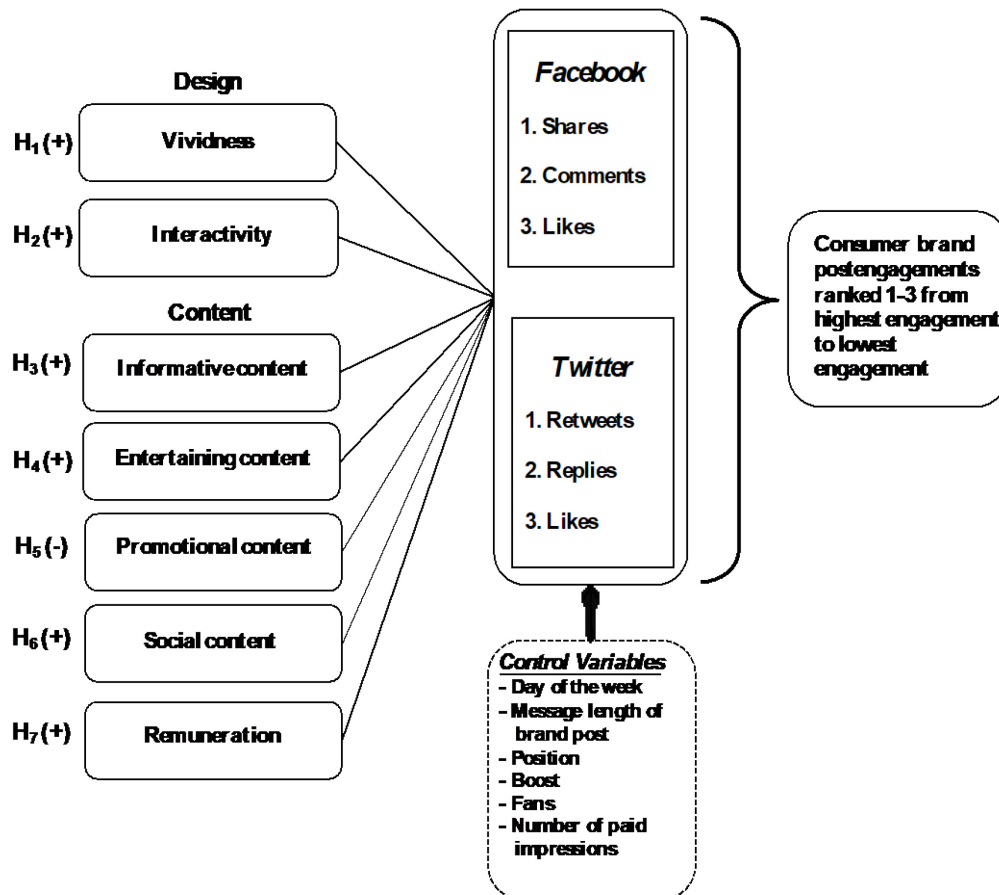 Design
H₁(+) Vividness
H₂(+) Interactivity
Content
H₃(+) Informative content
H₄(+) Entertaining content
H₅(-) Promotional content
H₆(+) Social content
H₇(+) Remuneration
Facebook
1. Shares
2. Comments
3. Likes
Twitter
1. Retweets
2. Replies
3. Likes
Control Variables
- Day of the week
- Message length of
brand post
- Position
- Boost
- Fans
- Number of paid
impressions
Consumer brand
postengagements
ranked 1-3 from
highest engagement
to lowest
engagement